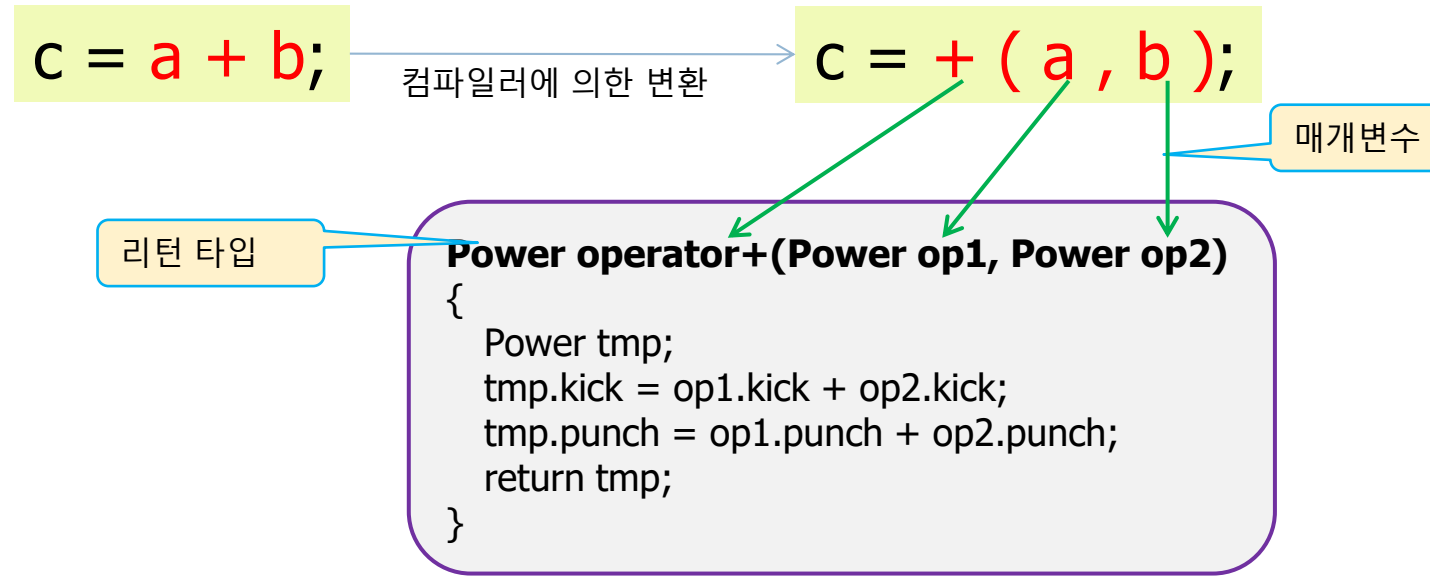 c = a + b;
컴파일러에 의한 변환
c = + ( a , b );
매개변수
리턴 타입
Power operator+(Power op1, Power op2)
{
Power tmp;
tmp.kick = op1.kick + op2.kick;
tmp.punch = op1.punch + op2.punch;
return tmp;
}